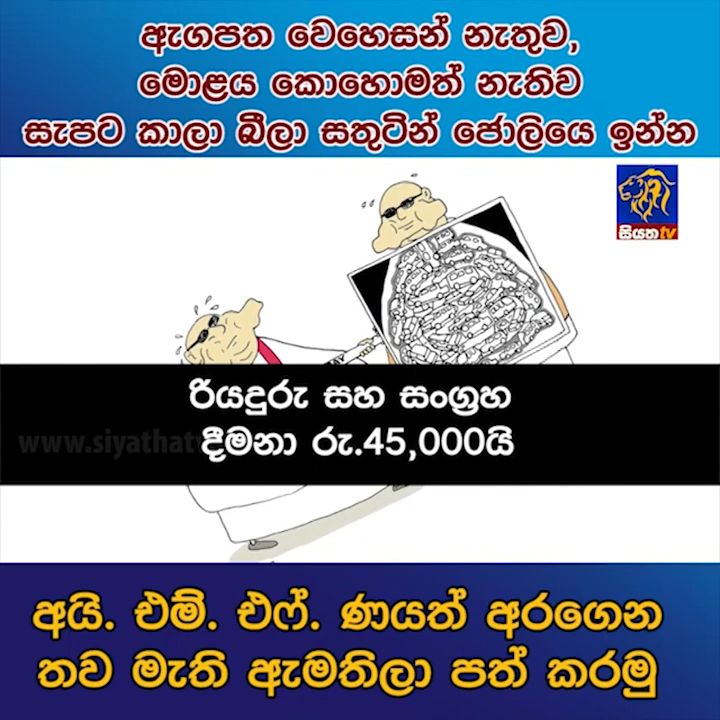 ඇගපත වෙහෙසන් නැතුව,
මොළය කොහොමත් නැතිව
සැපට කාලා බීලා සතුටින් ජොලියෙ ඉන්න
සියත tv
රියදුරු සහ සංග්‍රහ
www.siyathatv
දීමනා රු.45,000යි
අයි. එම්. එෆ්. ණයත් අරගෙන
තව මැති ඇමතිලා පත් කරමු